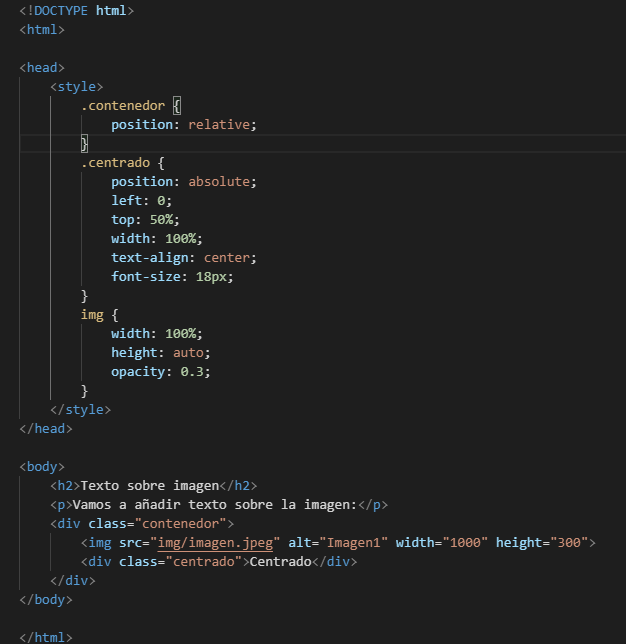 <!DOCTYPE html>
<html>
<head>
<style>
.contenedor {
position: relative;
}
.centrado {
position: absolute;
left: 0;
top: 50%;
width: 100%;
text-align: center;
font-size: 18px;
}
img {
width: 100%;
height: auto;
opacity: 0.3;
}
</style>
</head>
<body>
<h2>Texto sobre imagen</h2>
<p>Vamos a añadir texto sobre la imagen:</p>
<div class="contenedor">
<img src="img/imagen.jpeg" alt="Imagen1" width="1000" height="300">
<div class="centrado">Centrado</div>
</div>
</body>
</html>